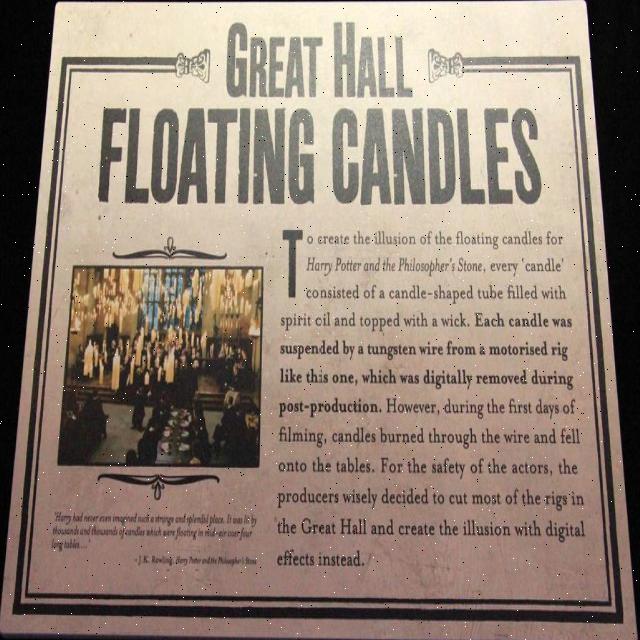 GREAT HALL
FLOATING CANDLES
To create the illusion of the floating candles for
Harry Potter and the Philosopher's Stone, every 'candle'
consisted of a candle-shaped tube filled with
spirit oil and topped with a wick. Each candle was
suspended by a tungsten wire from a motorised rig
like this one, which was digitally removed during
post-production. However, during the first days of
filming, candles burned through the wire and fell
onto the tables. For the safety of the actors, the
producers wisely decided to cut most of the rigs in
the Great Hall and create the illusion with digital
effects instead.
"Harry had never even imagined such a strange and splendid place. It was lit by
thousands and thousands of candles which were floating in mid-air over four
long tables..."
- J.K. Rowling, Harry Potter and the Philosopher's Stone